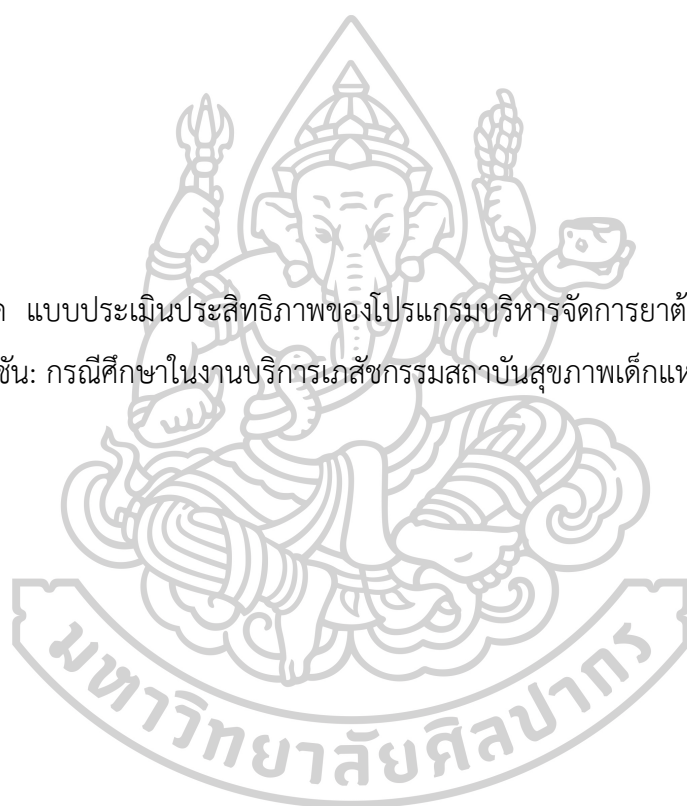 แบบประเมินประสิทธิภาพของโปรแกรมบริหารจัดการยาต้
ชัน: กรณีศึกษาในงานบริการเภสัชกรรมสถาบันสุขภาพเด็กแห
มหาวิทยาลัยศิลปากร